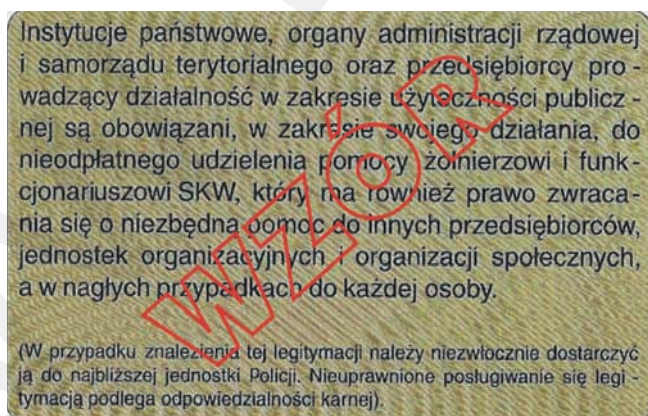 Instytucje państwowe, organy administracji rządowej
i samorządu terytorialnego oraz przedsiębiorcy pro -
wadzący działalność w zakresie użyteczności publicz -
nej są obowiązani, w zakresie swojego działania, do
nieodpłatnego udzielenia pomocy żołnierzowi i funk -
cjonariuszowi SKW, który ma również prawo zwraca -
nia się o niezbędną pomoc do innych przedsiębiorców,
jednostek organizacyjnych i organizacji społecznych,
a w nagłych przypadkach do każdej osoby.
(W przypadku znalezienia tej legitymacji należy niezwłocznie dostarczyć
ją do najbliższej jednostki Policji. Nieuprawnione posługiwanie się legi -
tymacją podlega odpowiedzialności karnej).
WZÓR